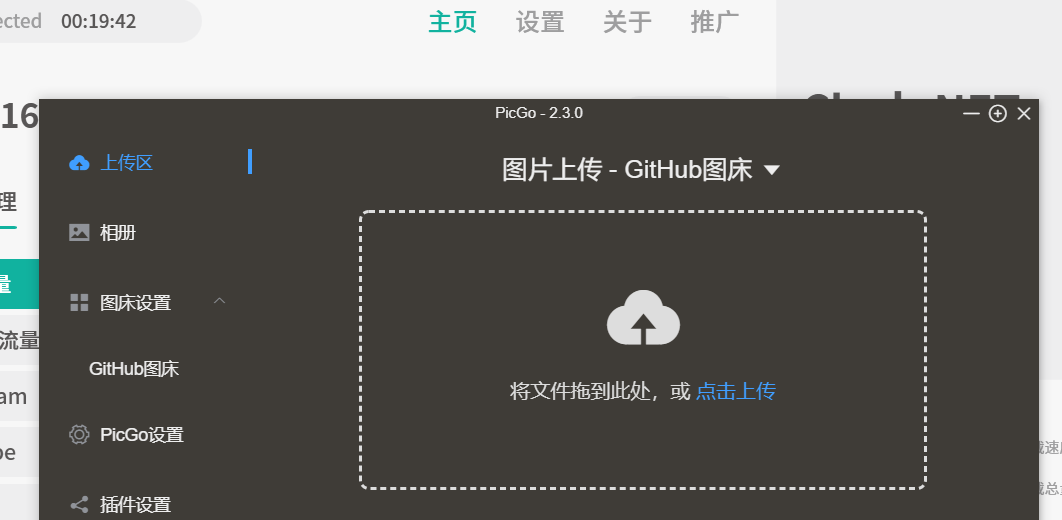 ected 00:19:42
主页 设置 关于 推广
16
PicGo - 2.3.0
上传区
图片上传 - GitHub图床
理
相册
量
图床设置
流量
GitHub图床
am
将文件拖到此处，或 点击上传
PicGo设置
pe
插件设置